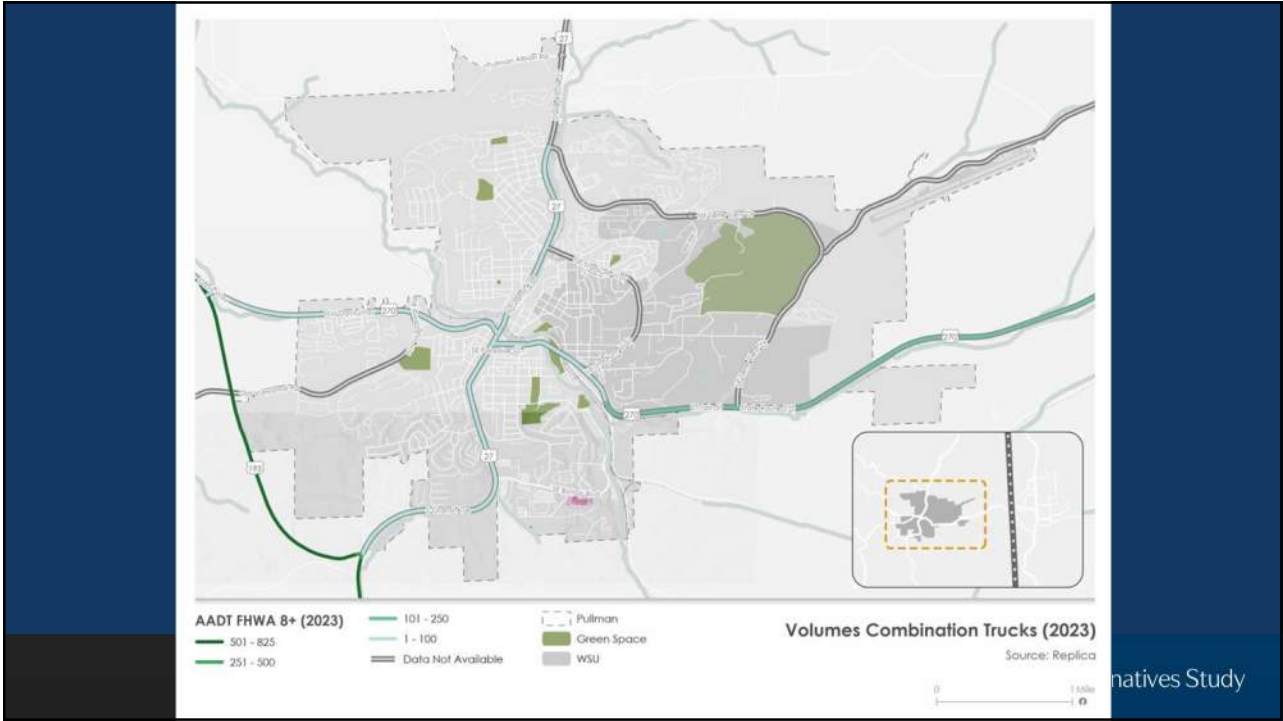 27
27
270
270
270
195
27
AADT FHWA 8+ (2023)
501 - 825
251 - 500
101 - 250
1 - 100
Data Not Available
Pullman
Green Space
WSU
Volumes Combination Trucks (2023)
Source: Replica
0 1 Mile
natives Study